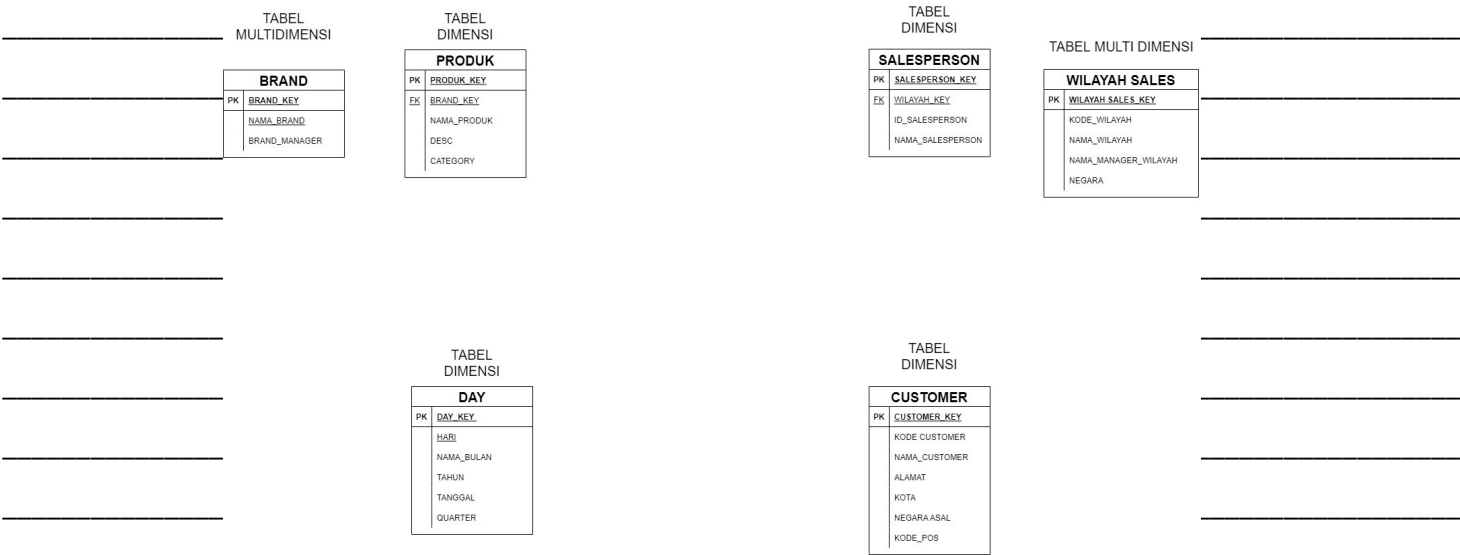 TABEL
MULTIDIMENSI
BRAND
PK BRAND_KEY
NAMA_BRAND
BRAND_MANAGER
TABEL
DIMENSI
PRODUK
PK PRODUK_KEY
FK BRAND_KEY
NAMA_PRODUK
DESC
CATEGORY
TABEL
DIMENSI
SALESPERSON
PK SALESPERSON_KEY
FK WILAYAH_KEY
ID_SALESPERSON
NAMA_SALESPERSON
TABEL MULTI DIMENSI
WILAYAH SALES
PK WILAYAH SALES_KEY
KODE_WILAYAH
NAMA_WILAYAH
NAMA_MANAGER_WILAYAH
NEGARA
TABEL
DIMENSI
DAY
PK DAY_KEY
HARI
NAMA_BULAN
TAHUN
TANGGAL
QUARTER
TABEL
DIMENSI
CUSTOMER
PK CUSTOMER_KEY
KODE CUSTOMER
NAMA_CUSTOMER
ALAMAT
KOTA
NEGARA ASAL
KODE_POS